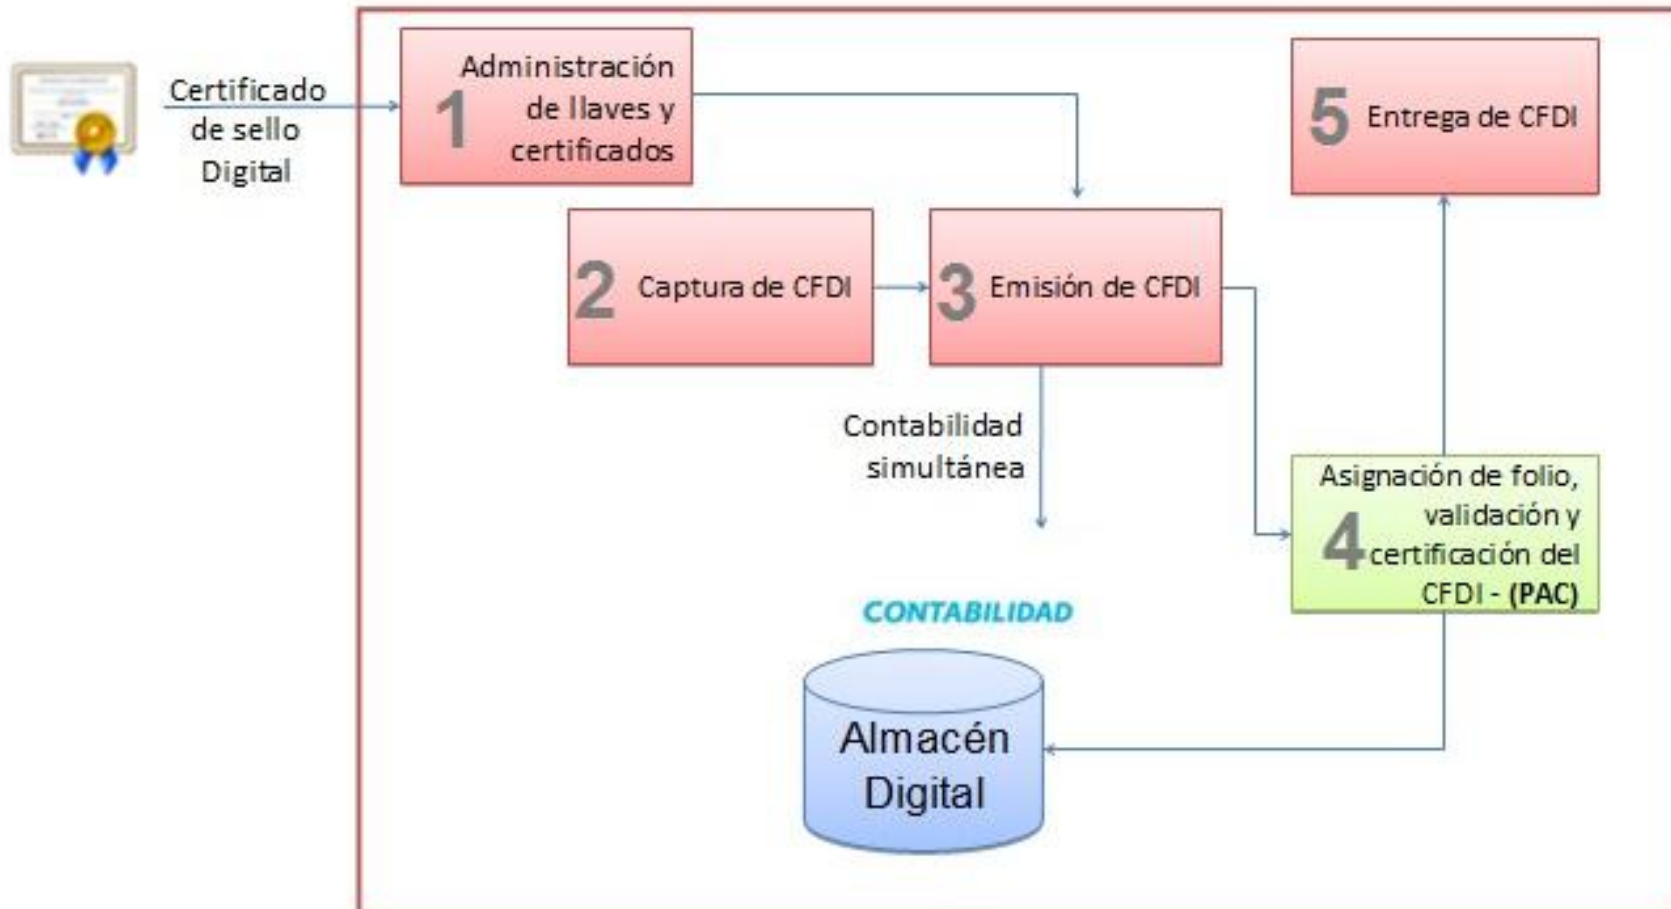 Certificado
de sello
Digital
1
Administración
de llaves y
certificados
5
Entrega de CFDI
2
Captura de CFDI
3
Emisión de CFDI
Contabilidad
simultánea
4
Asignación de folio,
validación y
certificación del
CFDI - (PAC)
CONTABILIDAD
Almacén
Digital